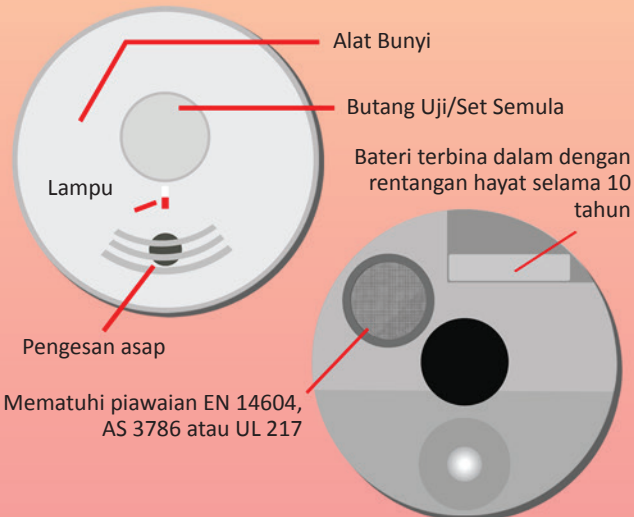 Alat Bunyi
Butang Uji/Set Semula
Bateri terbina dalam dengan
rentangan hayat selama 10
tahun
Lampu
Pengesan asap
Mematuhi piawaian EN 14604,
AS 3786 atau UL 217